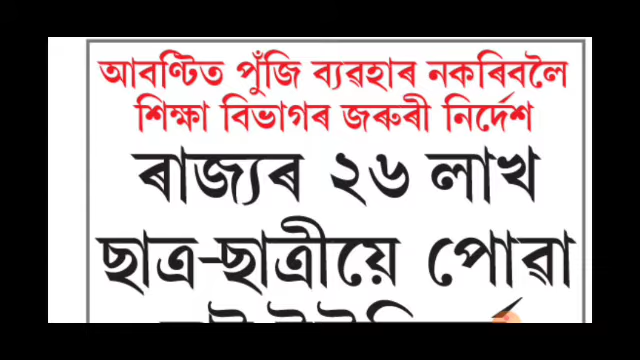 আবণ্টিত পুঁজি ব্যৱহাৰ নকৰিবলৈ
শিক্ষা বিভাগৰ জৰুৰী নিৰ্দেশ
ৰাজ্যৰ ২৬ লাখ
ছাত্ৰ-ছাত্ৰীয়ে পোৱা